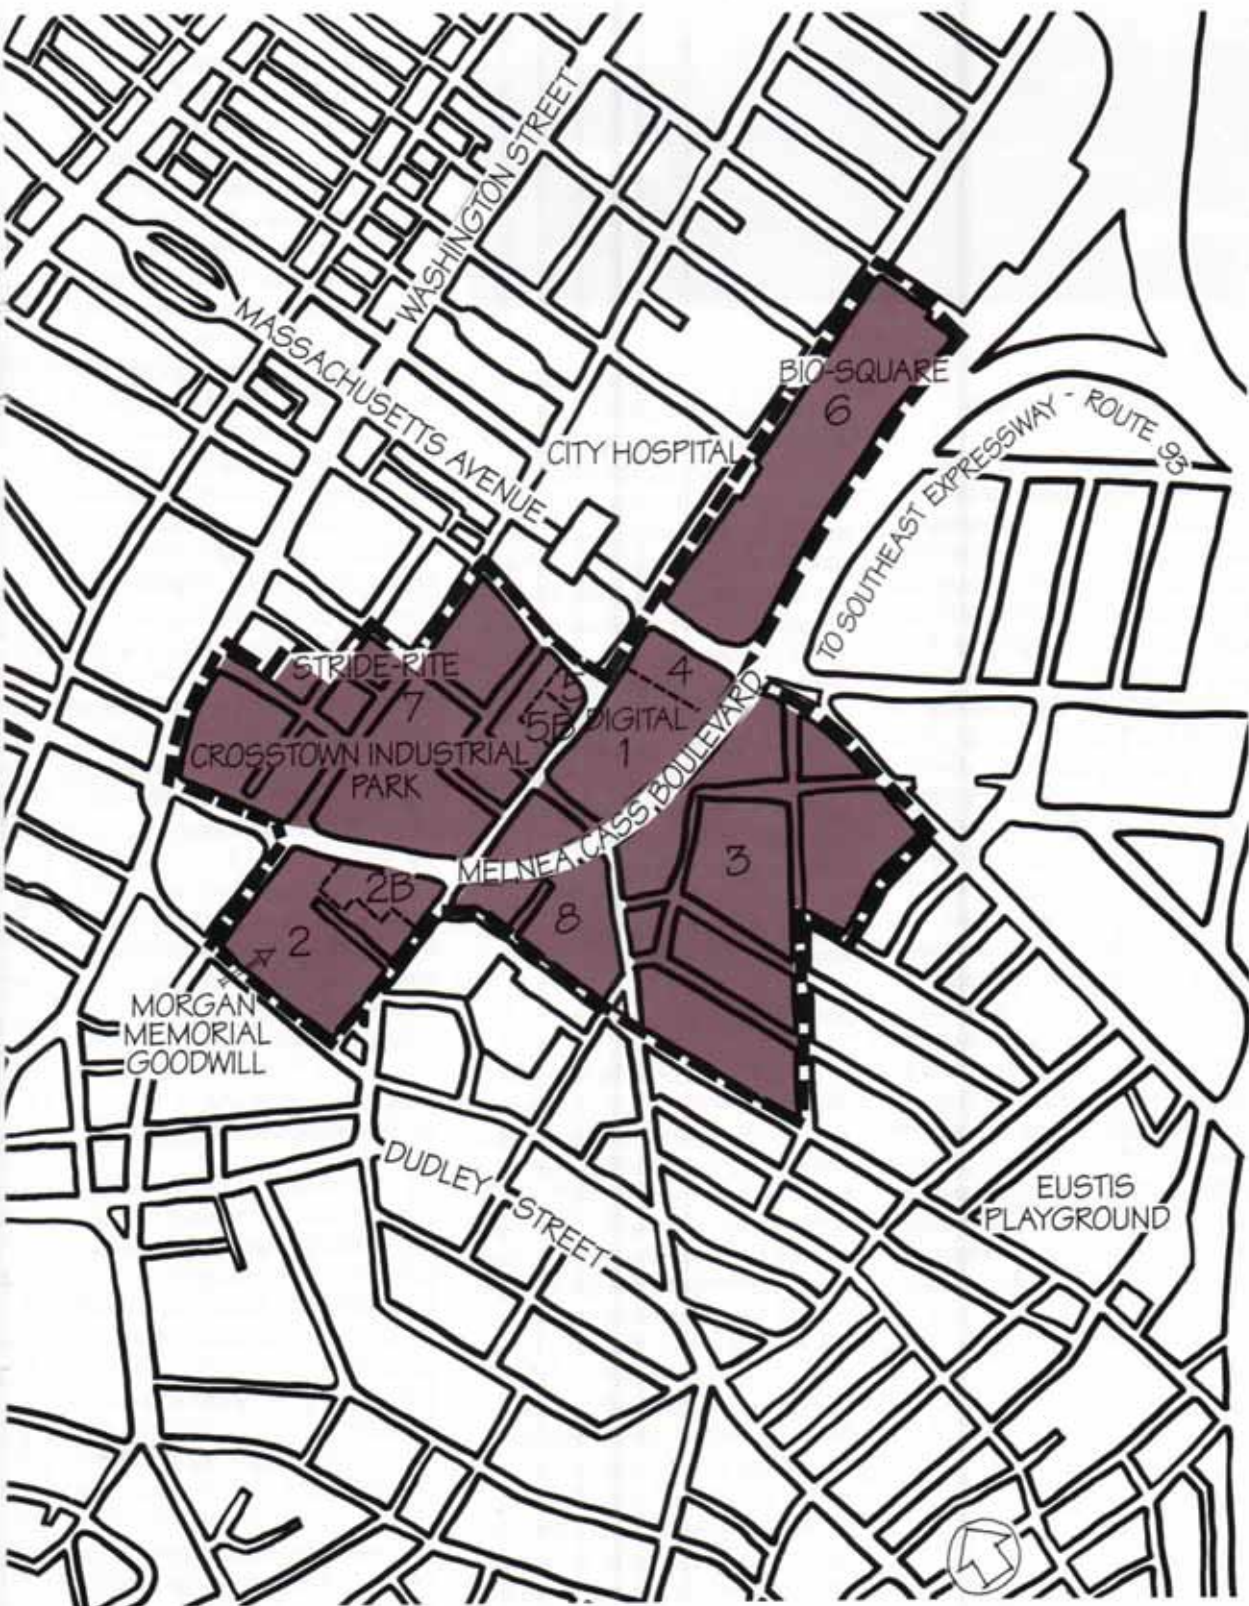 WASHINGTON STREET
MASSACHUSETTS AVENUE
BIO-SQUARE
6
CITY HOSPITAL
TO SOUTHEAST EXPRESSWAY - ROUTE 93
STRIDE-RITE
7
5
5B
4
DIGITAL
1
CROSSTOWN INDUSTRIAL
PARK
MELNEA CASS BOULEVARD
3
2B
2
8
MORGAN
MEMORIAL
GOODWILL
DUDLEY STREET
EUSTIS
PLAYGROUND